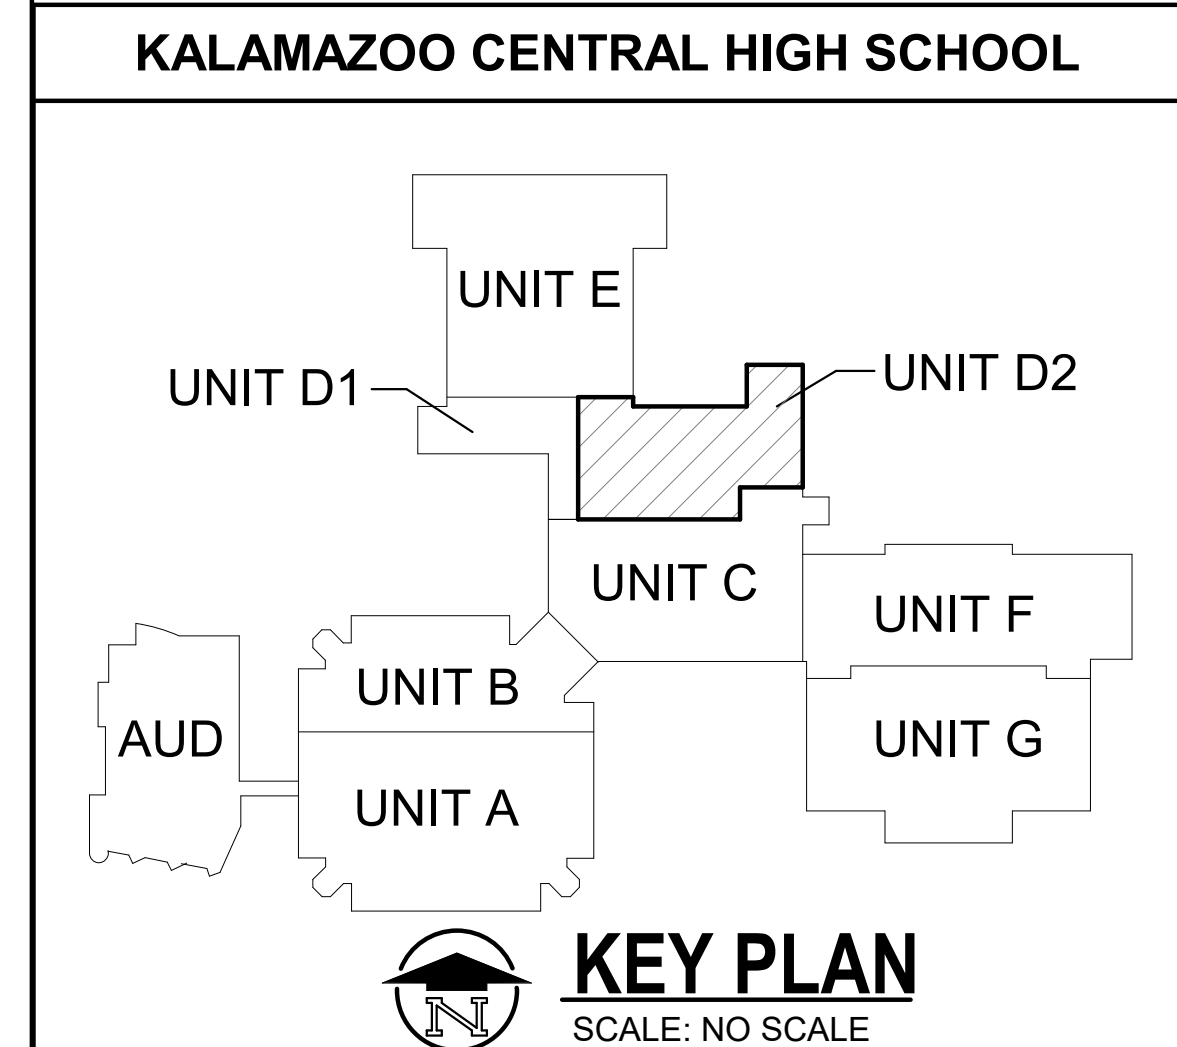 KALAMAZOO CENTRAL HIGH SCHOOL
UNIT E
UNIT D1
UNIT D2
UNIT C
UNIT F
UNIT B
AUD
UNIT G
UNIT A
N
KEY PLAN
SCALE: NO SCALE